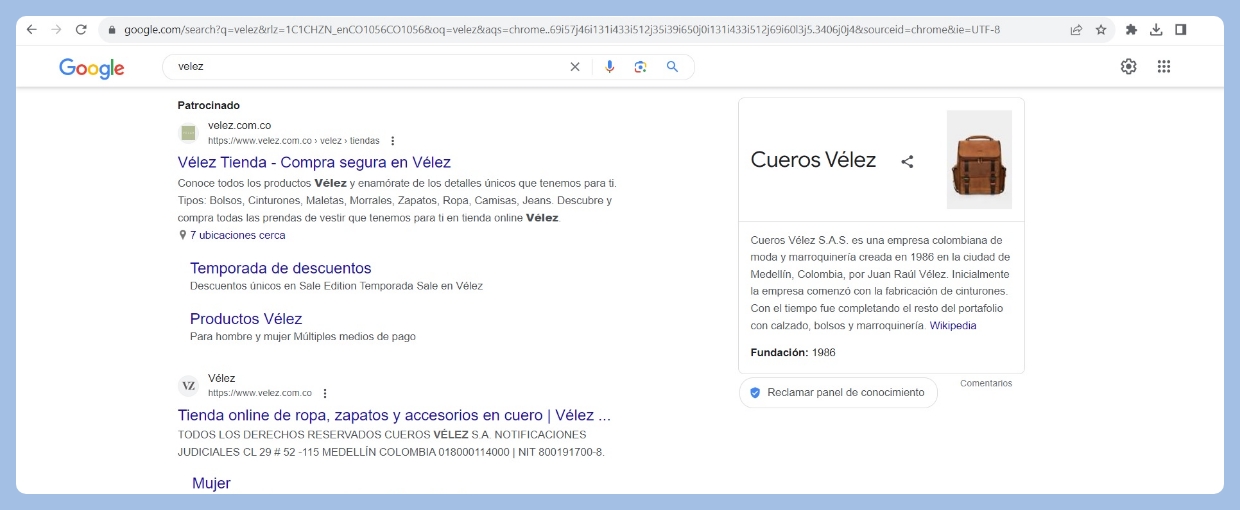 google.com/search?q=velez&rlz=1C1CHZN_enCO1056CO1056&oq=velez&aqs=chrome..69i57j46i131i433i512j35i39i650j0i131i433i512j69i60l3j5.3406j0j4&sourceid=chrome&ie=UTF-8
Google
velez
Patrocinado
velez.com.co
https://www.velez.com.co › velez › tiendas
Vélez Tienda - Compra segura en Vélez
Conoce todos los productos Vélez y enamórate de los detalles únicos que tenemos para ti.
Tipos: Bolsos, Cinturones, Maletas, Morrales, Zapatos, Ropa, Camisas, Jeans. Descubre y
compra todas las prendas de vestir que tenemos para ti en tienda online Vélez.
7 ubicaciones cerca
Temporada de descuentos
Descuentos únicos en Sale Edition Temporada Sale en Vélez
Productos Vélez
Para hombre y mujer Múltiples medios de pago
VZ
Vélez
https://www.velez.com.co
Tienda online de ropa, zapatos y accesorios en cuero | Vélez ...
TODOS LOS DERECHOS RESERVADOS CUEROS VÉLEZ S.A. NOTIFICACIONES
JUDICIALES CL 29 # 52 -115 MEDELLÍN COLOMBIA 018000114000 | NIT 800191700-8.
Mujer
Cueros Vélez
Cueros Vélez S.A.S. es una empresa colombiana de
moda y marroquinería creada en 1986 en la ciudad de
Medellín, Colombia, por Juan Raúl Vélez. Inicialmente
la empresa comenzó con la fabricación de cinturones.
Con el tiempo fue completando el resto del portafolio
con calzado, bolsos y marroquinería. Wikipedia
Fundación: 1986
Comentarios
Reclamar panel de conocimiento